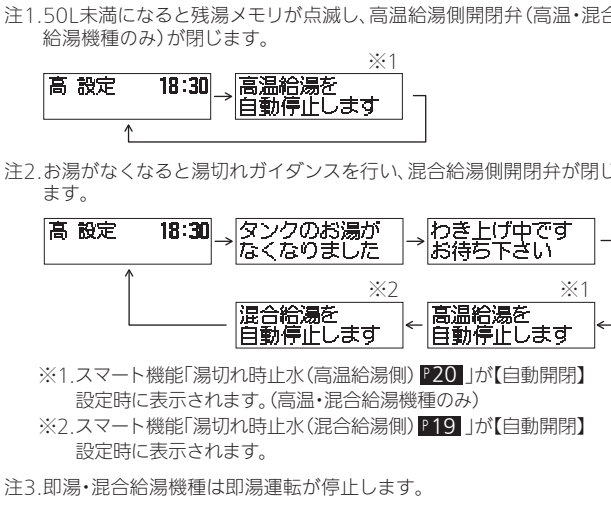 注1.50L未満になると残湯メモリが点滅し、高温給湯側開閉弁（高温・混合
給湯機種のみ）が閉じます。
※1
高 設定 18:30→高温給湯を
自動停止します
注2.お湯がなくなると湯切れガイダンスを行い、混合給湯側開閉弁が閉じ
ます。
高 設定 18:30→タンクのお湯が
なくなりました→わき上げ中です
お待ち下さい
※2 ※1
混合給湯を
自動停止します←高温給湯を
自動停止します←
※1.スマート機能「湯切れ時止水（高温給湯側）P20」が【自動開閉】
設定時に表示されます。（高温・混合給湯機種のみ）
※2.スマート機能「湯切れ時止水（混合給湯側）P19」が【自動開閉】
設定時に表示されます。
注3.即湯・混合給湯機種は即湯運転が停止します。